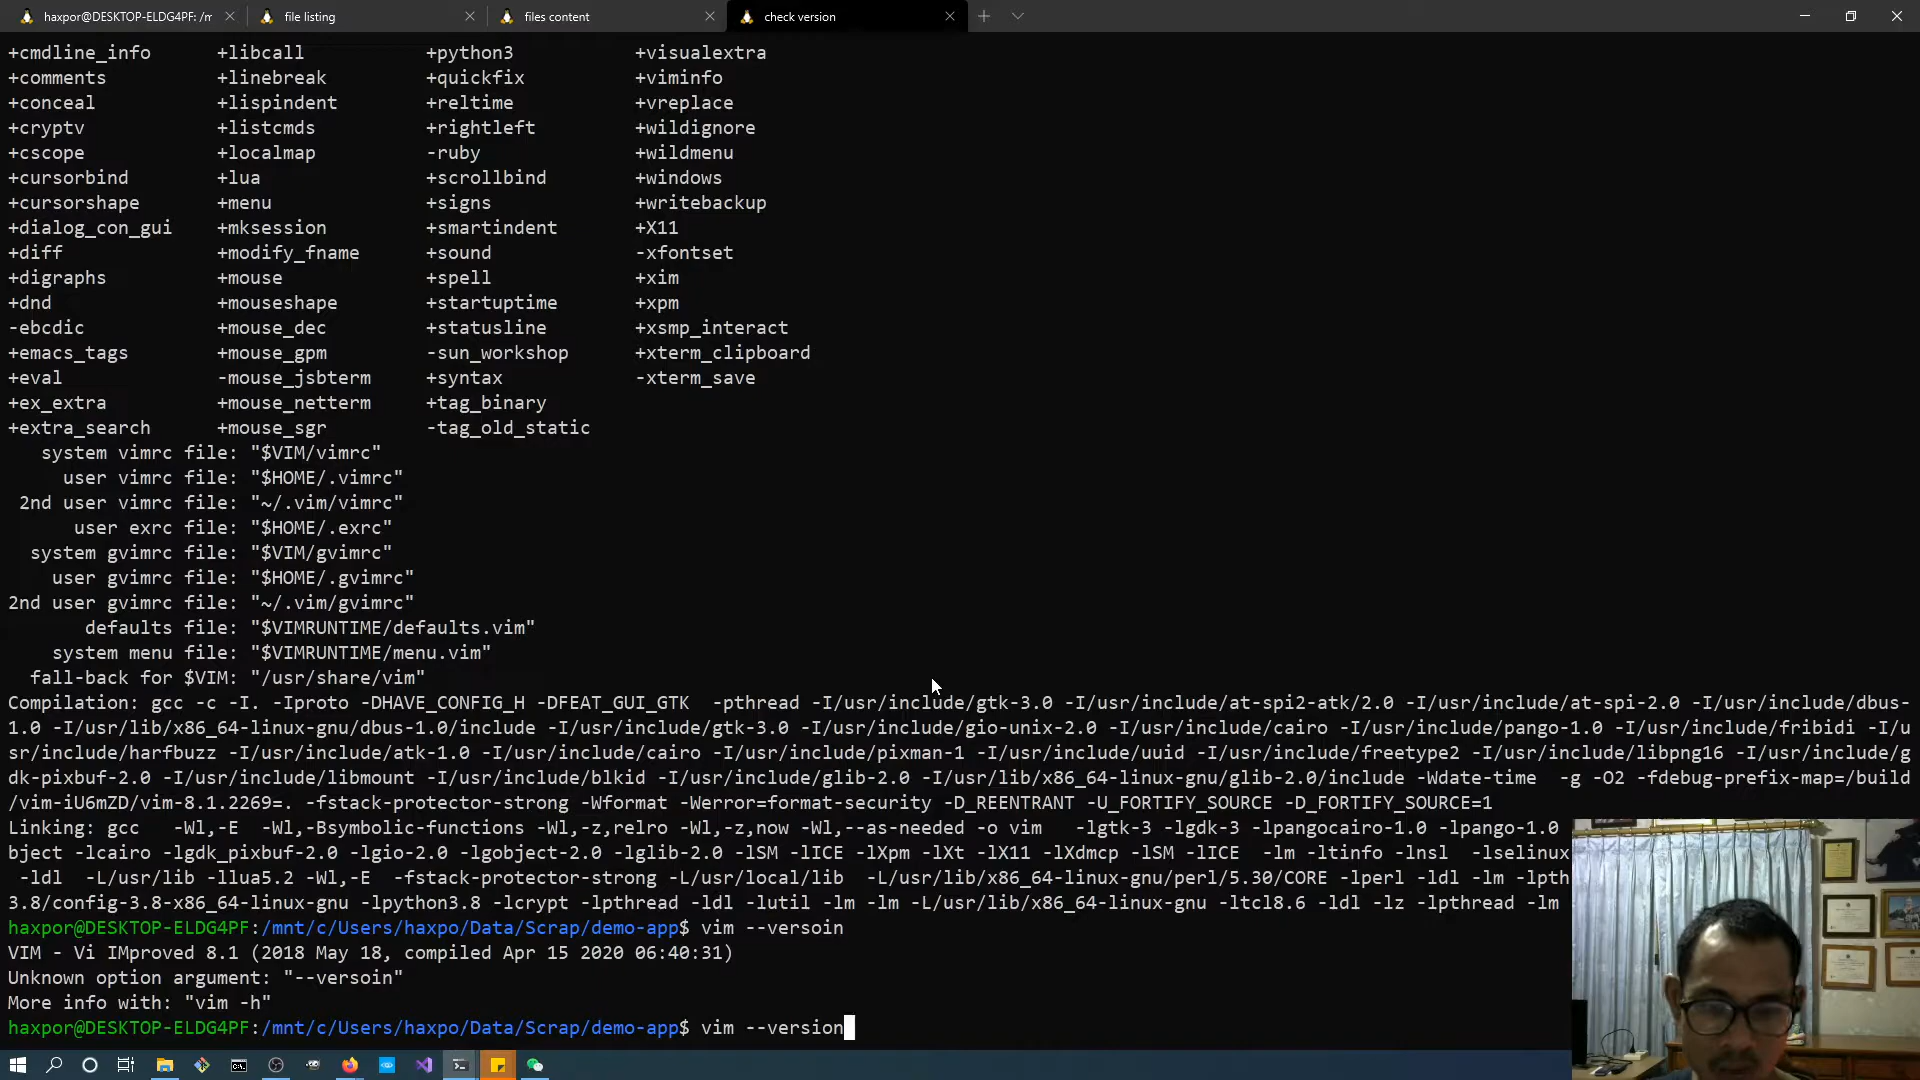 haxpor@DESKTOP-ELDG4PF: /m file listing files content check version
+cmdline_info +libcall +python3 +visualextra
+comments +linebreak +quickfix +viminfo
+conceal +lispindent +reltime +vreplace
+cryptv +listcmds +rightleft +wildignore
+cscope +localmap -ruby +wildmenu
+cursorbind +lua +scrollbind +windows
+cursorshape +menu +signs +writebackup
+dialog_con_gui +mksession +smartindent +X11
+diff +modify_fname +sound -xfontset
+digraphs +mouse +spell +xim
+dnd +mouseshape +startuptime +xpm
-ebcdic +mouse_dec +statusline +xsmp_interact
+emacs_tags +mouse_gpm -sun_workshop +xterm_clipboard
+eval -mouse_jsbterm +syntax -xterm_save
+ex_extra +mouse_netterm +tag_binary
+extra_search +mouse_sgr -tag_old_static
system vimrc file: "$VIM/vimrc"
user vimrc file: "$HOME/.vimrc"
2nd user vimrc file: "~/.vim/vimrc"
user exrc file: "$HOME/.exrc"
system gvimrc file: "$VIM/gvimrc"
user gvimrc file: "$HOME/.gvimrc"
2nd user gvimrc file: "~/.vim/gvimrc"
defaults file: "$VIMRUNTIME/defaults.vim"
system menu file: "$VIMRUNTIME/menu.vim"
fall-back for $VIM: "/usr/share/vim"
Compilation: gcc -c -I. -Iproto -DHAVE_CONFIG_H -DFEAT_GUI_GTK -pthread -I/usr/include/gtk-3.0 -I/usr/include/at-spi2-atk/2.0 -I/usr/include/at-spi-2.0 -I/usr/include/dbus-
1.0 -I/usr/lib/x86_64-linux-gnu/dbus-1.0/include -I/usr/include/gtk-3.0 -I/usr/include/gio-unix-2.0 -I/usr/include/cairo -I/usr/include/pango-1.0 -I/usr/include/fribidi -I/u
sr/include/harfbuzz -I/usr/include/atk-1.0 -I/usr/include/cairo -I/usr/include/pixman-1 -I/usr/include/uuid -I/usr/include/freetype2 -I/usr/include/libpng16 -I/usr/include/g
dk-pixbuf-2.0 -I/usr/include/libmount -I/usr/include/blkid -I/usr/include/glib-2.0 -I/usr/lib/x86_64-linux-gnu/glib-2.0/include -Wdate-time -g -O2 -fdebug-prefix-map=/build
/vim-iU6mZD/vim-8.1.2269=. -fstack-protector-strong -Wformat -Werror=format-security -D_REENTRANT -U_FORTIFY_SOURCE -D_FORTIFY_SOURCE=1
Linking: gcc -Wl,-E -Wl,-Bsymbolic-functions -Wl,-z,relro -Wl,-z,now -Wl,--as-needed -o vim -lgtk-3 -lgdk-3 -lpangocairo-1.0 -lpango-1.0
bject -lcairo -lgdk_pixbuf-2.0 -lgio-2.0 -lgobject-2.0 -lglib-2.0 -lSM -lICE -lXpm -lXt -lX11 -lXdmcp -lSM -lICE -lm -ltinfo -lnsl -lselinux
-ldl -L/usr/lib -llua5.2 -Wl,-E -fstack-protector-strong -L/usr/local/lib -L/usr/lib/x86_64-linux-gnu/perl/5.30/CORE -lperl -ldl -lm -lpth
3.8/config-3.8-x86_64-linux-gnu -lpython3.8 -lcrypt -lpthread -ldl -lutil -lm -lm -L/usr/lib/x86_64-linux-gnu -ltcl8.6 -ldl -lz -lpthread -lm
haxpor@DESKTOP-ELDG4PF:/mnt/c/Users/haxpo/Data/Scrap/demo-app$ vim --versoin
VIM - Vi IMproved 8.1 (2018 May 18, compiled Apr 15 2020 06:40:31)
Unknown option argument: "--versoin"
More info with: "vim -h"
haxpor@DESKTOP-ELDG4PF:/mnt/c/Users/haxpo/Data/Scrap/demo-app$ vim --version